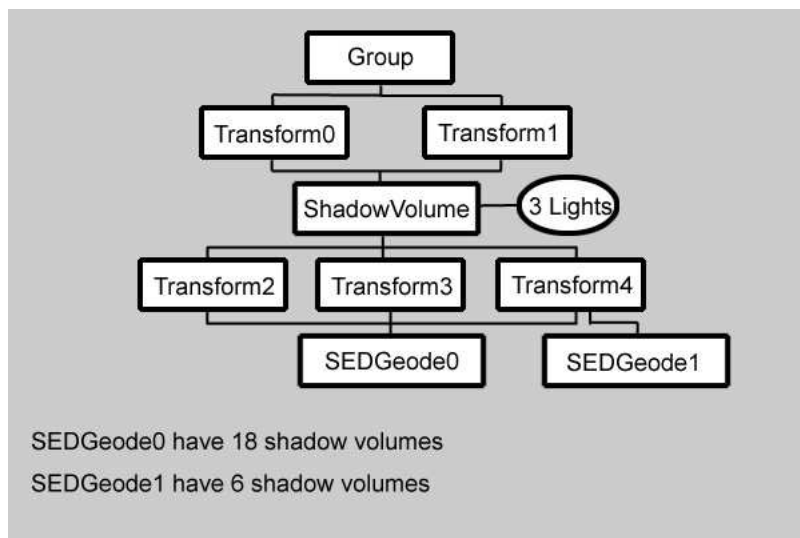 Group
Transform0
Transform1
ShadowVolume
3 Lights
Transform2
Transform3
Transform4
SEDGeode0
SEDGeode1
SEDGeode0 have 18 shadow volumes
SEDGeode1 have 6 shadow volumes